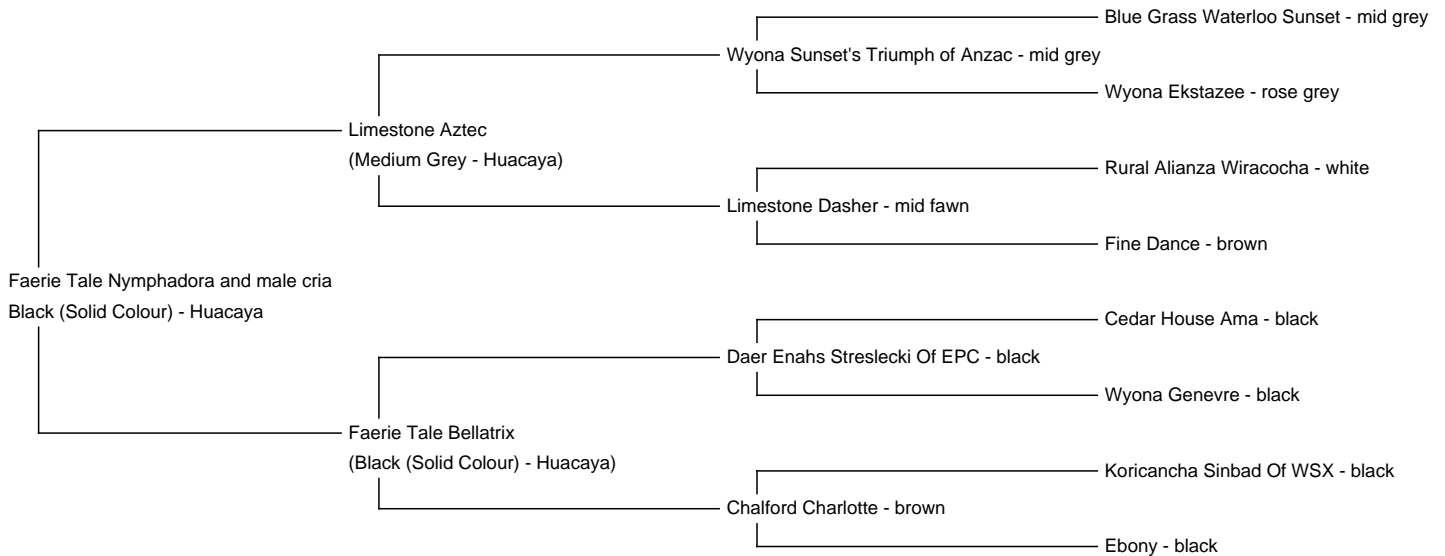 Blue Grass Waterloo Sunset - mid grey
Wyona Sunset's Triumph of Anzac - mid grey
Wyona Ekstazee - rose grey
Limestone Aztec
(Medium Grey - Huacaya)
Rural Alianza Wiracocha - white
Limestone Dasher - mid fawn
Fine Dance - brown
Faerie Tale Nymphadora and male cria
Black (Solid Colour) - Huacaya
Cedar House Ama - black
Daer Enahs Streslecki Of EPC - black
Wyona Genevre - black
Faerie Tale Bellatrix
(Black (Solid Colour) - Huacaya)
Koricancha Sinbad Of WSX - black
Chalford Charlotte - brown
Ebony - black